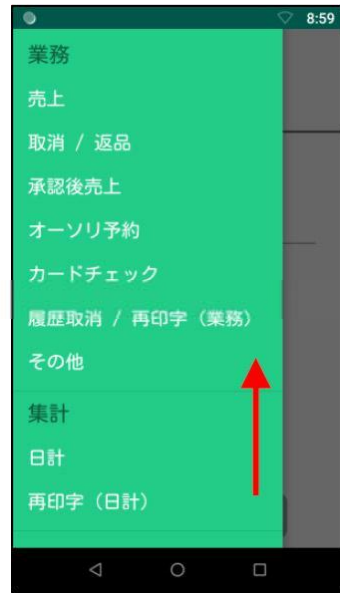 8:59
業務
売上
取消 / 返品
承認後売上
オーソリ予約
カードチェック
履歴取消 / 再印字（業務）
その他
集計
日計
再印字（日計）